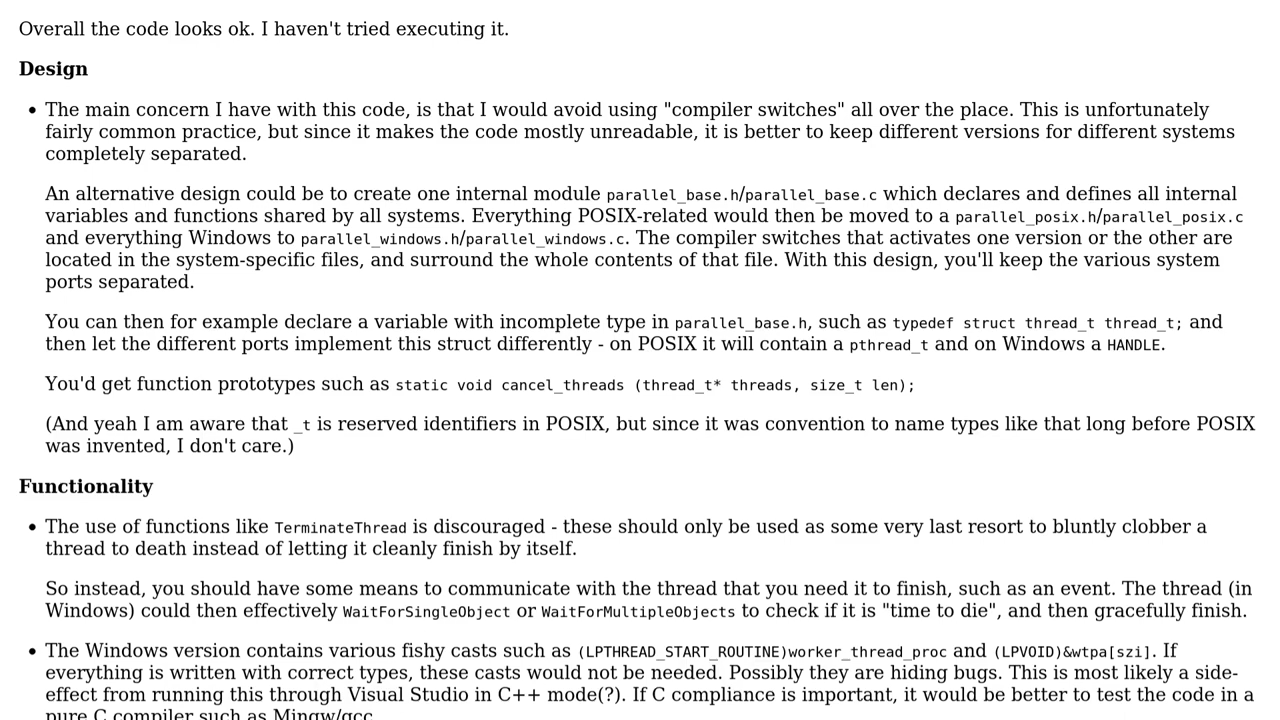 Overall the code looks ok. I haven't tried executing it.
Design
• The main concern I have with this code, is that I would avoid using "compiler switches" all over the place. This is unfortunately
fairly common practice, but since it makes the code mostly unreadable, it is better to keep different versions for different systems
completely separated.
An alternative design could be to create one internal module parallel_base.h/parallel_base.c which declares and defines all internal
variables and functions shared by all systems. Everything POSIX-related would then be moved to a parallel_posix.h/parallel_posix.c
and everything Windows to parallel_windows.h/parallel_windows.c. The compiler switches that activates one version or the other are
located in the system-specific files, and surround the whole contents of that file. With this design, you'll keep the various system
ports separated.
You can then for example declare a variable with incomplete type in parallel_base.h, such as typedef struct thread_t thread_t; and
then let the different ports implement this struct differently - on POSIX it will contain a pthread_t and on Windows a HANDLE.
You'd get function prototypes such as static void cancel_threads (thread_t* threads, size_t len);
(And yeah I am aware that _t is reserved identifiers in POSIX, but since it was convention to name types like that long before POSIX
was invented, I don't care.)
Functionality
• The use of functions like TerminateThread is discouraged - these should only be used as some very last resort to bluntly clobber a
thread to death instead of letting it cleanly finish by itself.
So instead, you should have some means to communicate with the thread that you need it to finish, such as an event. The thread (in
Windows) could then effectively WaitForSingleObject or WaitForMultipleObjects to check if it is "time to die", and then gracefully finish.
• The Windows version contains various fishy casts such as (LPTHREAD_START_ROUTINE)worker_thread_proc and (LPVOID)&wtpa[szi]. If
everything is written with correct types, these casts would not be needed. Possibly they are hiding bugs. This is most likely a side-
effect from running this through Visual Studio in C++ mode(?). If C compliance is important, it would be better to test the code in a
pure C compiler such as Mingw/gcc.